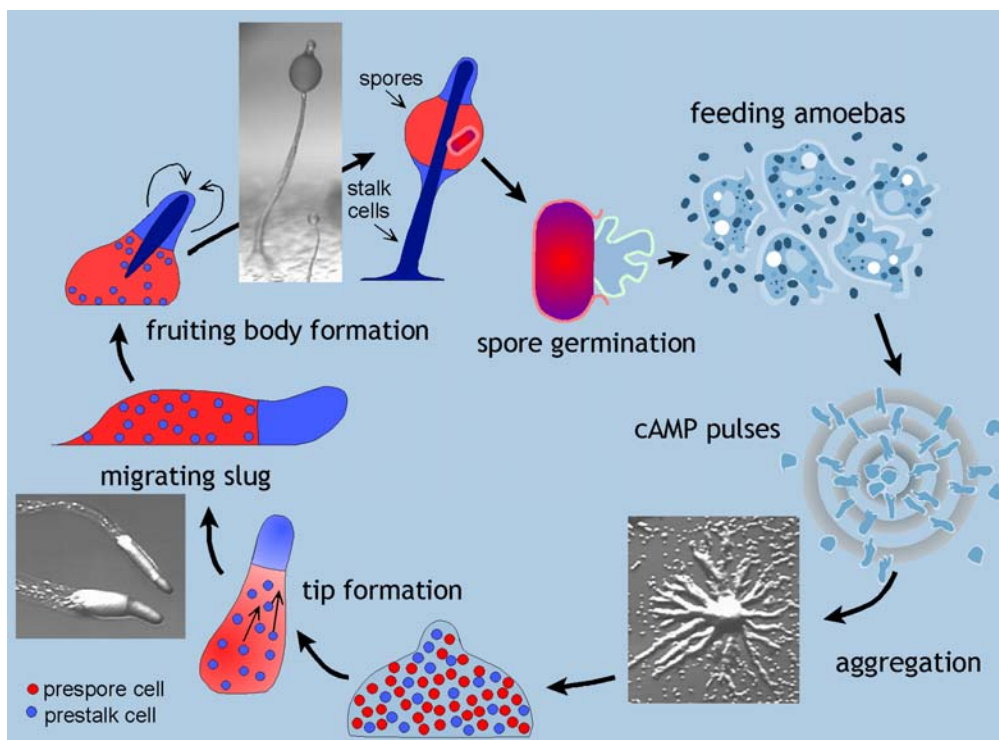 spores
feeding amoebas
stalk
cells
fruiting body formation
spore germination
cAMP pulses
migrating slug
tip formation
aggregation
prespore cell
prestalk cell